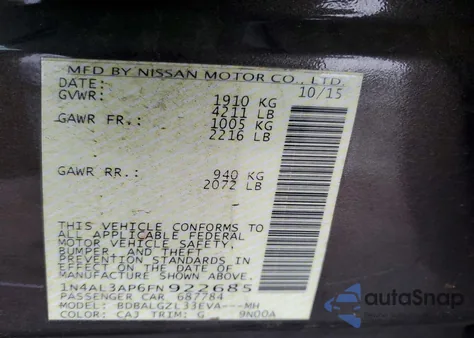 MFD BY NISSAN MOTOR CO., LTD.
DATE: 10/15
GVWR: 1910 KG
4211 LB
GAWR FR.: 1005 KG
2216 LB
GAWR RR.: 940 KG
2072 LB
THIS VEHICLE CONFORMS TO
ALL APPLICABLE FEDERAL
MOTOR VEHICLE SAFETY,
BUMPER, AND THEFT
PREVENTION STANDARDS IN
EFFECT ON THE DATE OF
MANUFACTURE SHOWN ABOVE.
1N4AL3AP6FN922685
PASSENGER CAR 687784
MODEL: BDBALGZL33EVA---MH
COLOR: CAJ TRIM: G 9N00A
autoSnap